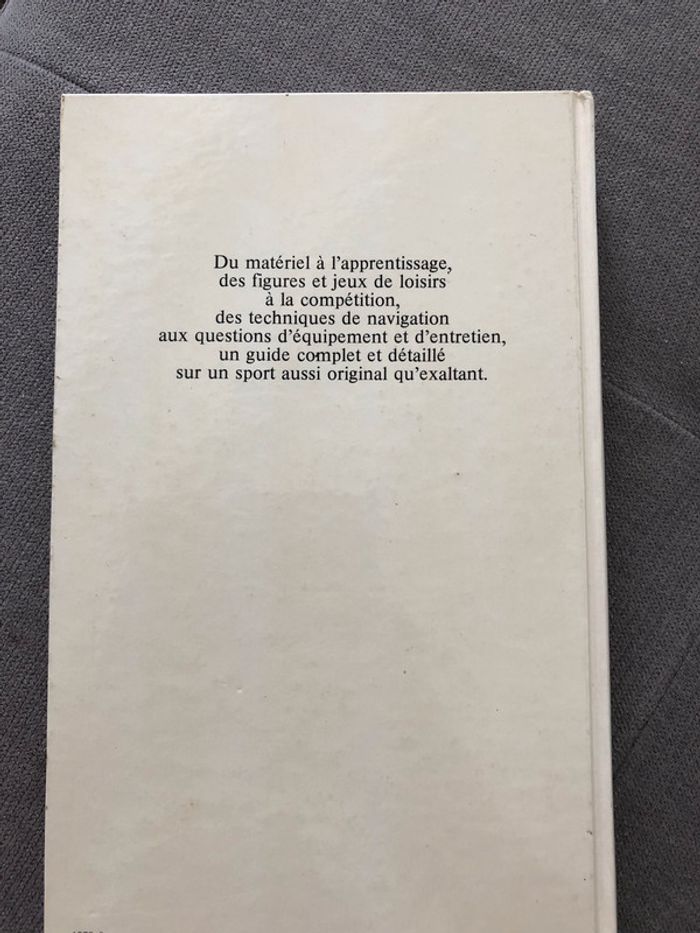 Du matériel à l'apprentissage,
des figures et jeux de loisirs
à la compétition,
des techniques de navigation
aux questions d'équipement et d'entretien,
un guide complet et détaillé
sur un sport aussi original qu'exaltant.